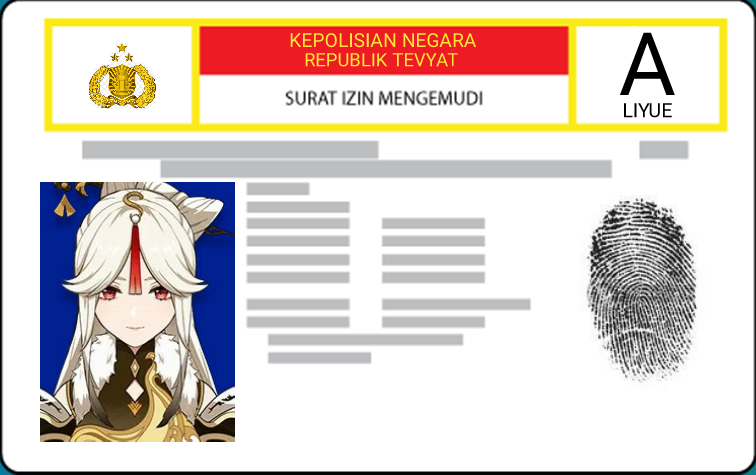 KEPOLISIAN NEGARA
REPUBLIK TEVYAT
SURAT IZIN MENGEMUDI
A
LIYUE